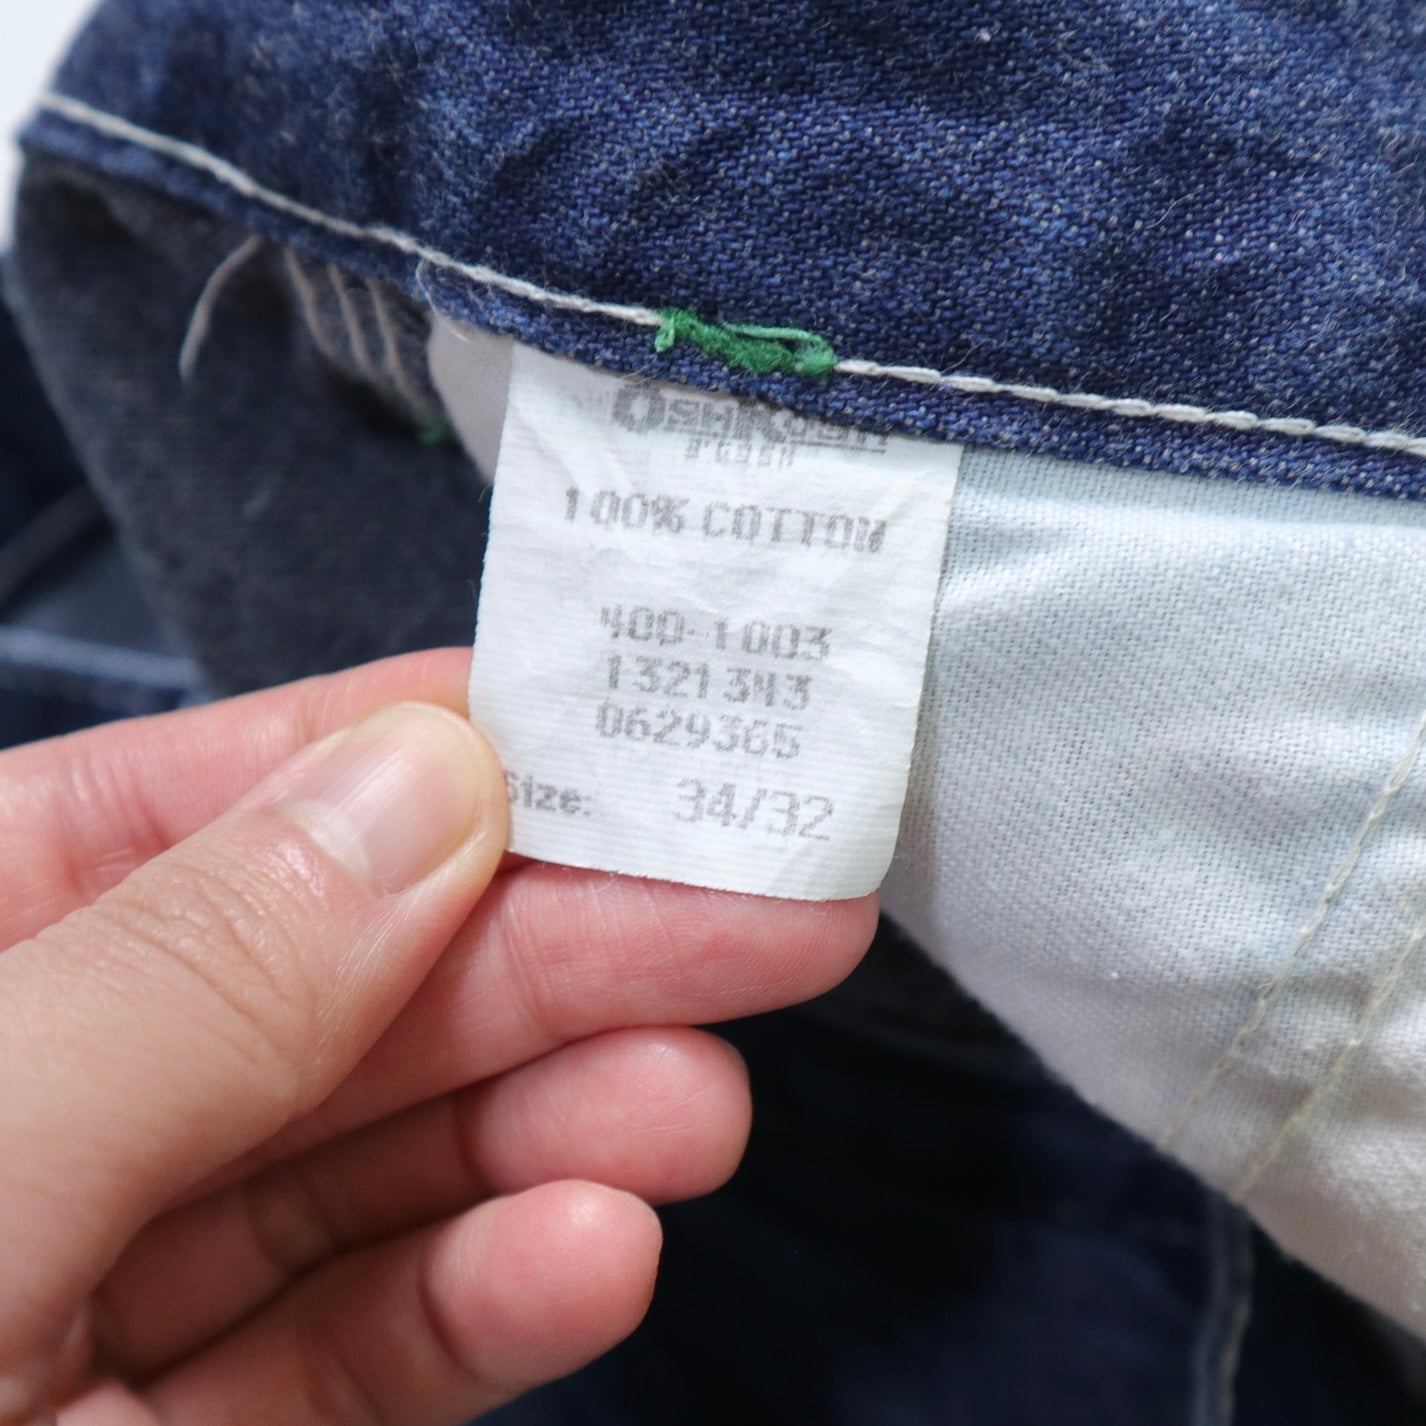 OshKosh
100% COTTON
400-1003
1321343
0629365
Size: 34/32